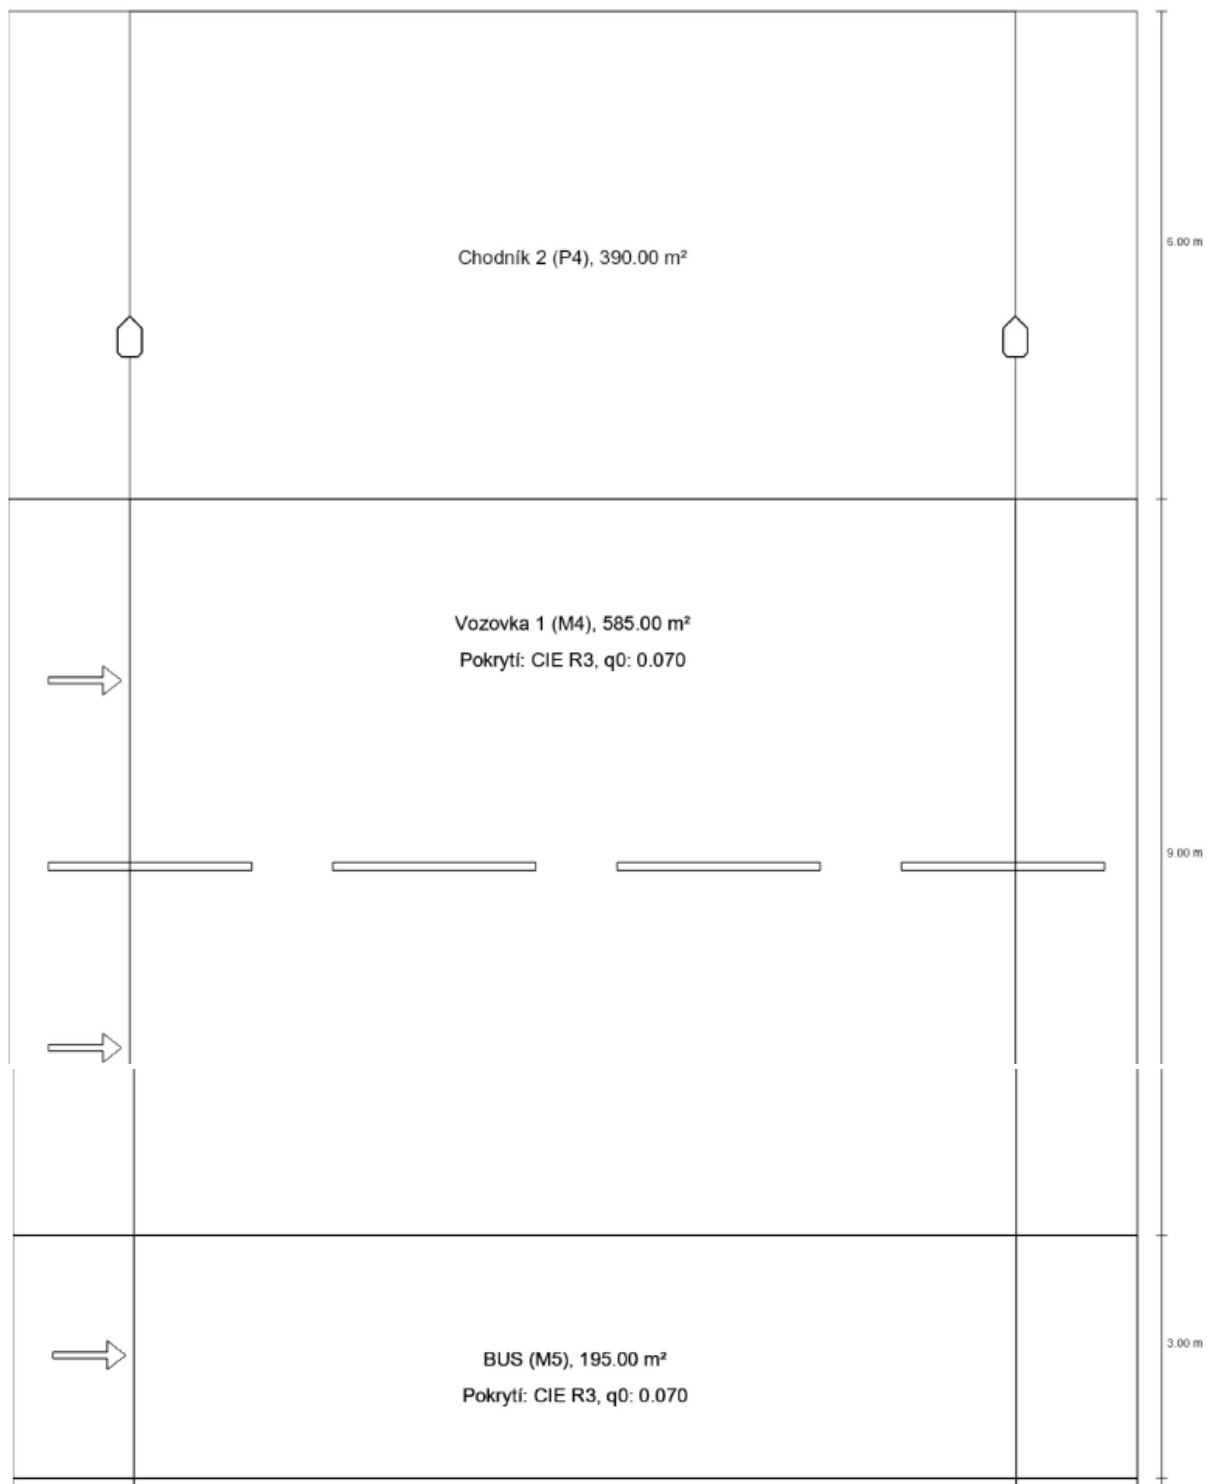 Chodník 2 (P4), 390.00 m²
6.00 m
Vozovka 1 (M4), 585.00 m²
Pokrytí: CIE R3, q0: 0.070
9.00 m
BUS (M5), 195.00 m²
3.00 m
Pokrytí: CIE R3, q0: 0.070